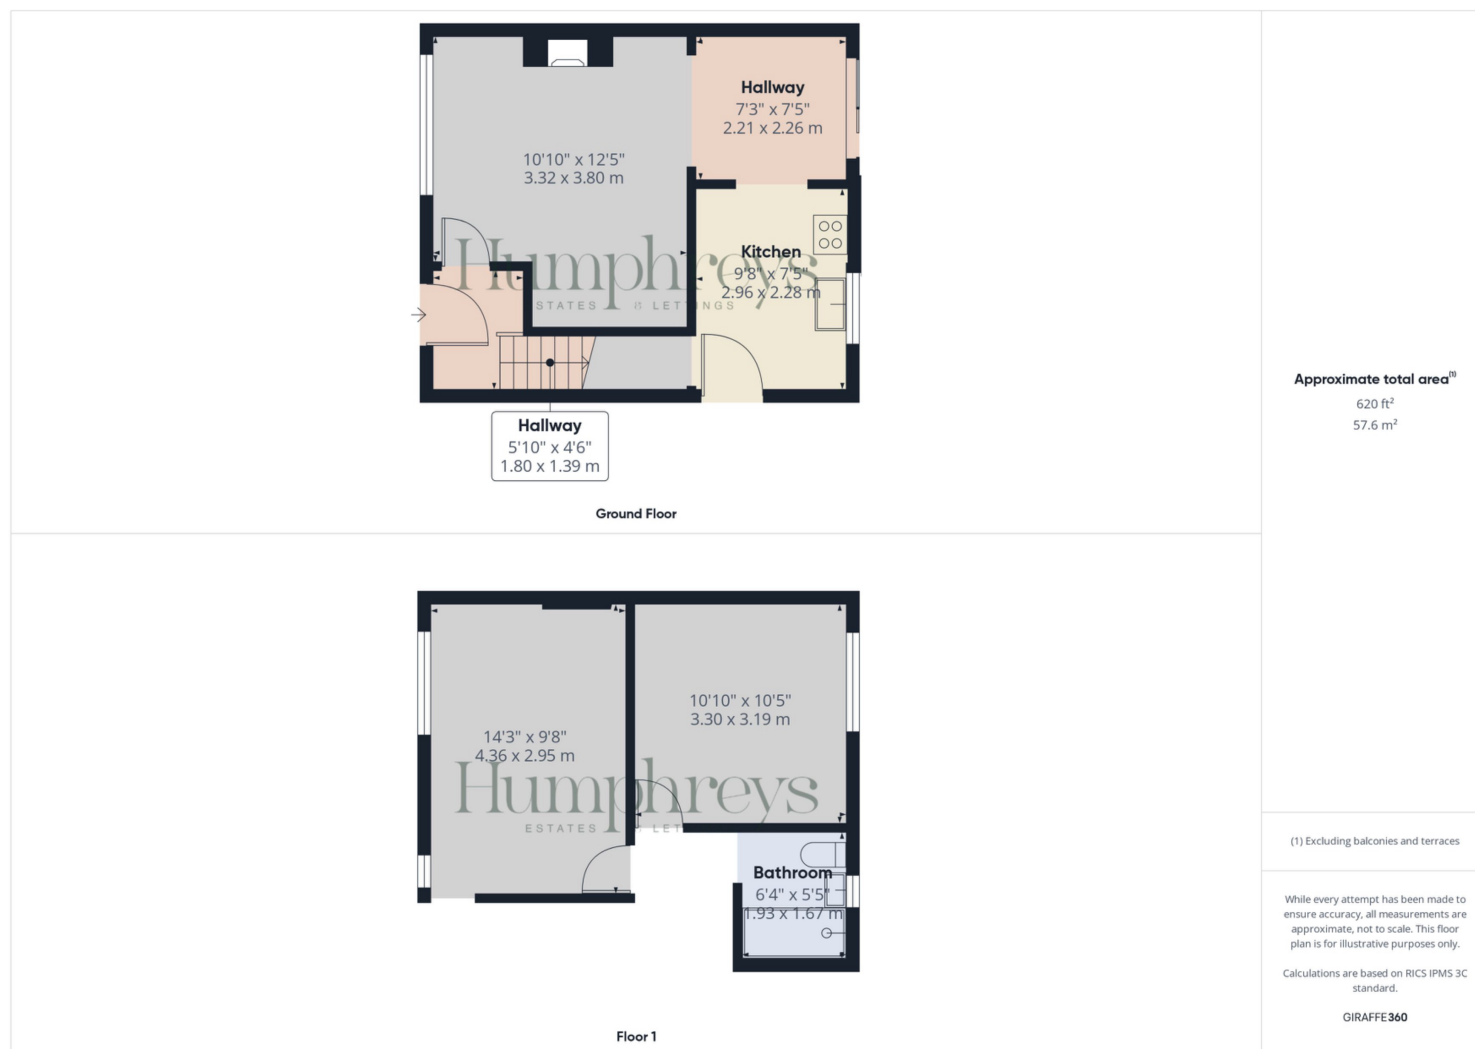 Hallway
7'3" x 7'5"
2.21 x 2.26 m
10'10" x 12'5"
3.32 x 3.80 m
Kitchen
9'8" x 7'5"
2.96 x 2.28 m
Humphreys
ESTATES & LETTINGS
Hallway
5'10" x 4'6"
1.80 x 1.39 m
Ground Floor
10'10" x 10'5"
3.30 x 3.19 m
14'3" x 9'8"
4.36 x 2.95 m
Humphreys
ESTATES & LET
Bathroom
6'4" x 5'5"
1.93 x 1.67 m
Floor 1
Approximate total area(1)
620 ft²
57.6 m²
(1) Excluding balconies and terraces
While every attempt has been made to
ensure accuracy, all measurements are
approximate, not to scale. This floor
plan is for illustrative purposes only.
Calculations are based on RICS IPMS 3C
standard.
GIRAFFE360